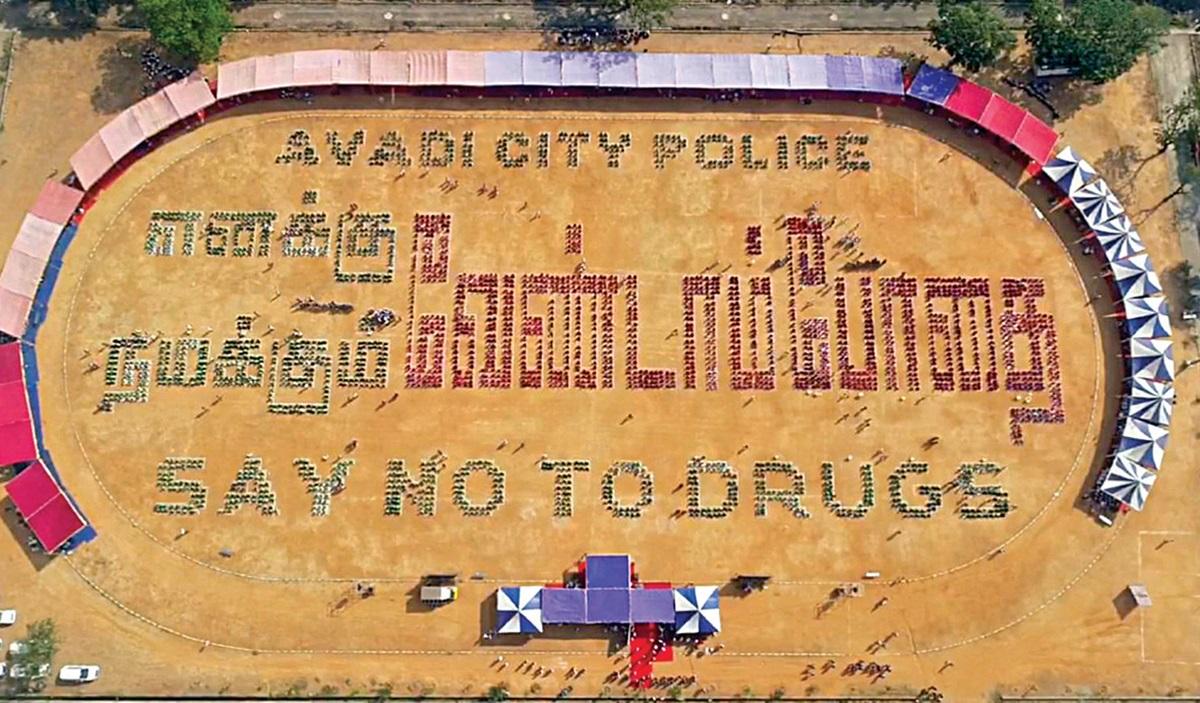 AVADI CITY POLICE
எனக்கு
நமக்கும்
வேண்டாம் போதை
SAY NO TO DRUGS